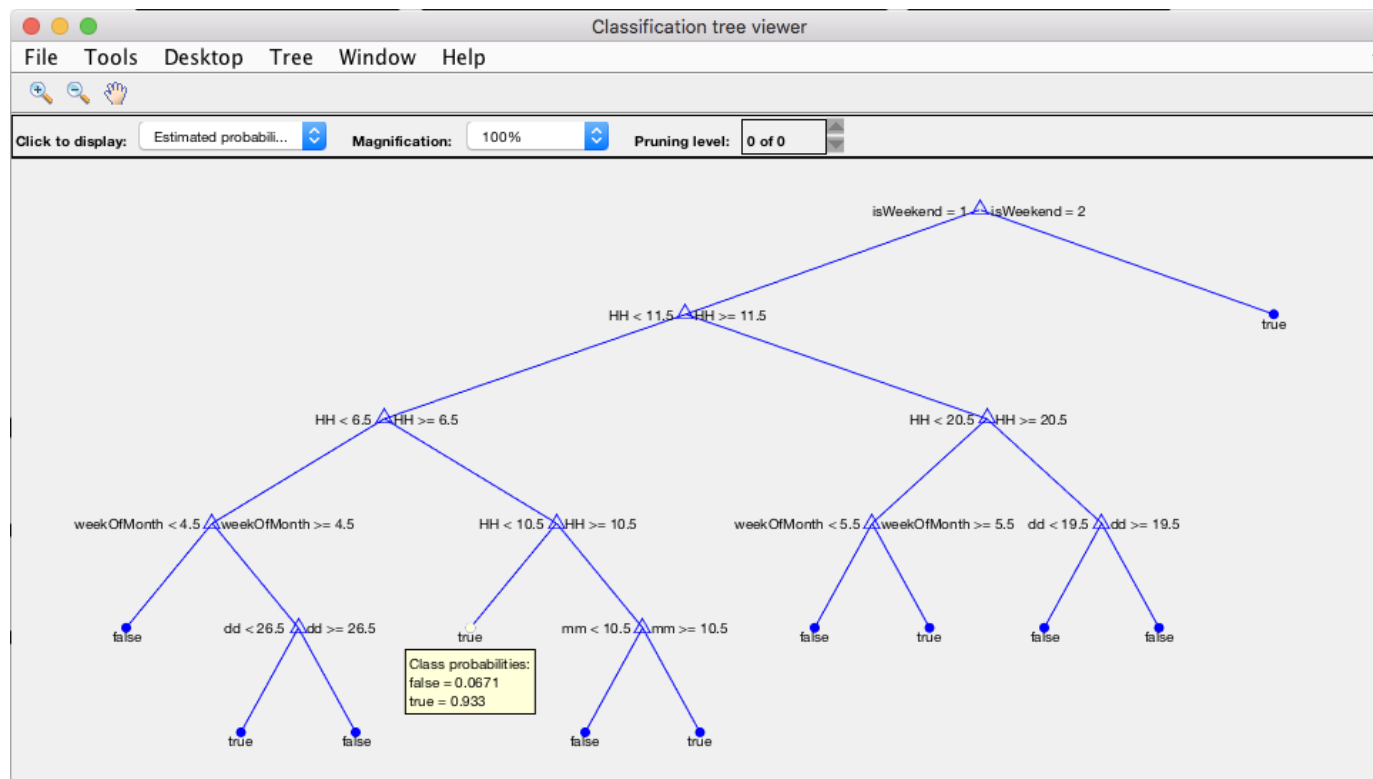 Classification tree viewer
File Tools Desktop Tree Window Help
Click to display: Estimated probabili... Magnification: 100% Pruning level: 0 of 0
isWeekend = 1 isWeekend = 2
HH < 11.5 HH >= 11.5
true
HH < 6.5 HH >= 6.5 HH < 20.5 HH >= 20.5
weekOfMonth < 4.5 weekOfMonth >= 4.5 HH < 10.5 HH >= 10.5 weekOfMonth < 5.5 weekOfMonth >= 5.5 dd < 19.5 dd >= 19.5
false dd < 26.5 dd >= 26.5 true mm < 10.5 mm >= 10.5 false true false false
Class probabilities:
false = 0.0671
true = 0.933
true false false true